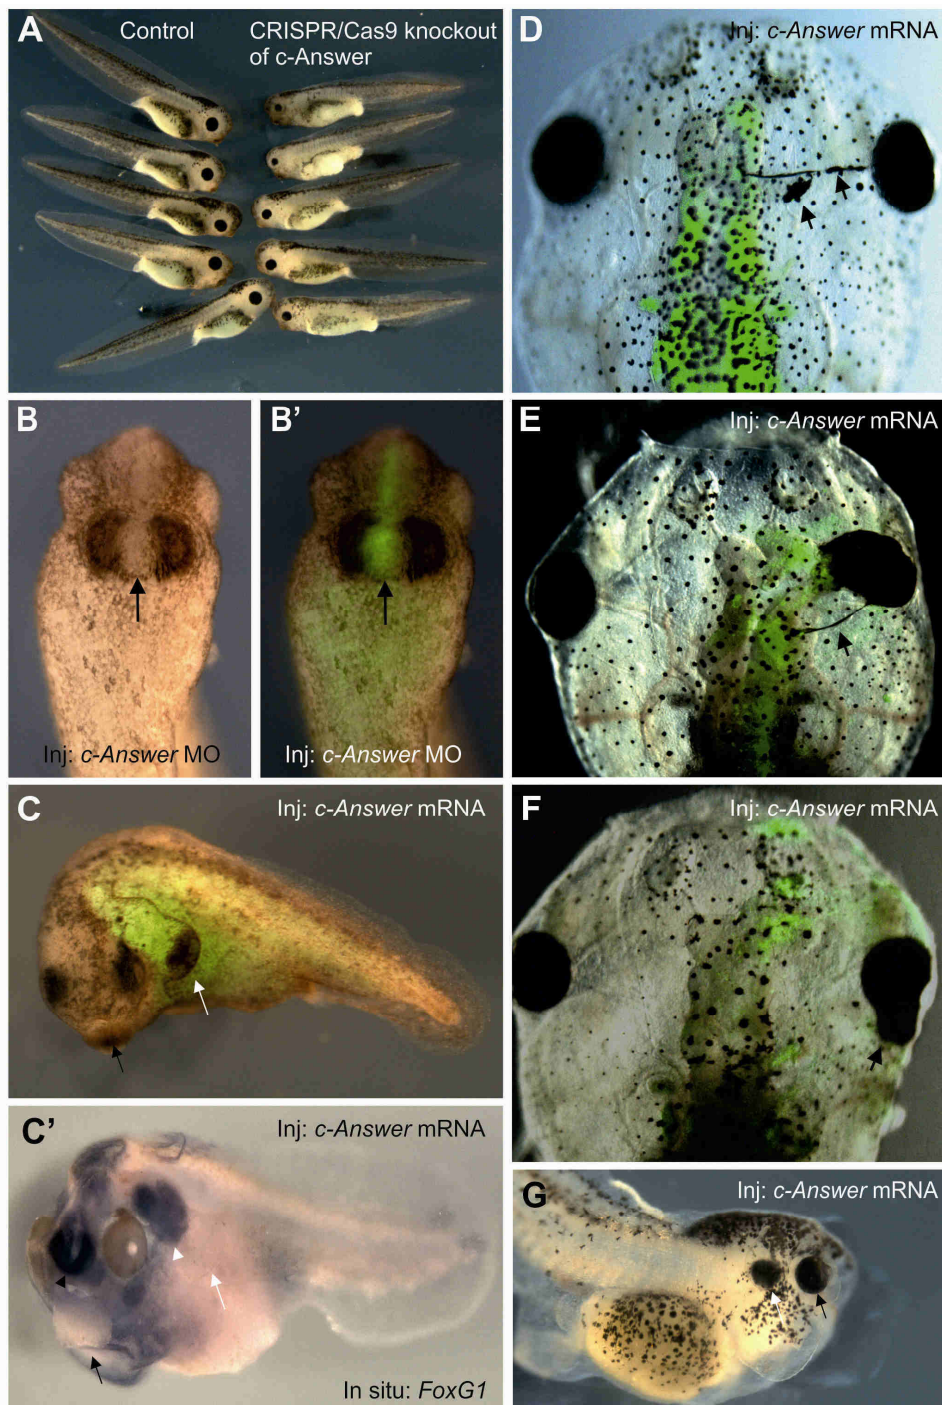 A
Control
CRISPR/Cas9 knockout
of c-Answer
B
Inj: c-Answer MO
B’
Inj: c-Answer MO
C
Inj: c-Answer mRNA
C’
Inj: c-Answer mRNA
In situ: FoxG1
D
Inj: c-Answer mRNA
E
Inj: c-Answer mRNA
F
Inj: c-Answer mRNA
G
Inj: c-Answer mRNA